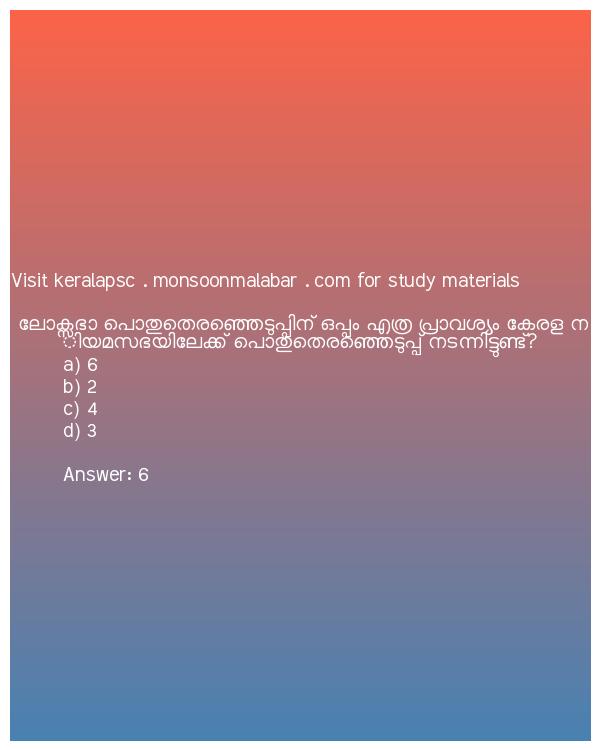 Visit keralapsc . monsoonmalabar . com for study materials
ലോക്സഭാ പൊതുതെരഞ്ഞെടുപ്പിന് ഒപ്പം എത്ര പ്രാവശ്യം കേരള ന
ിയമസഭയിലേക്ക് പൊതുതെരഞ്ഞെടുപ്പ് നടന്നിട്ടുണ്ട്?
a) 6
b) 2
c) 4
d) 3
Answer: 6